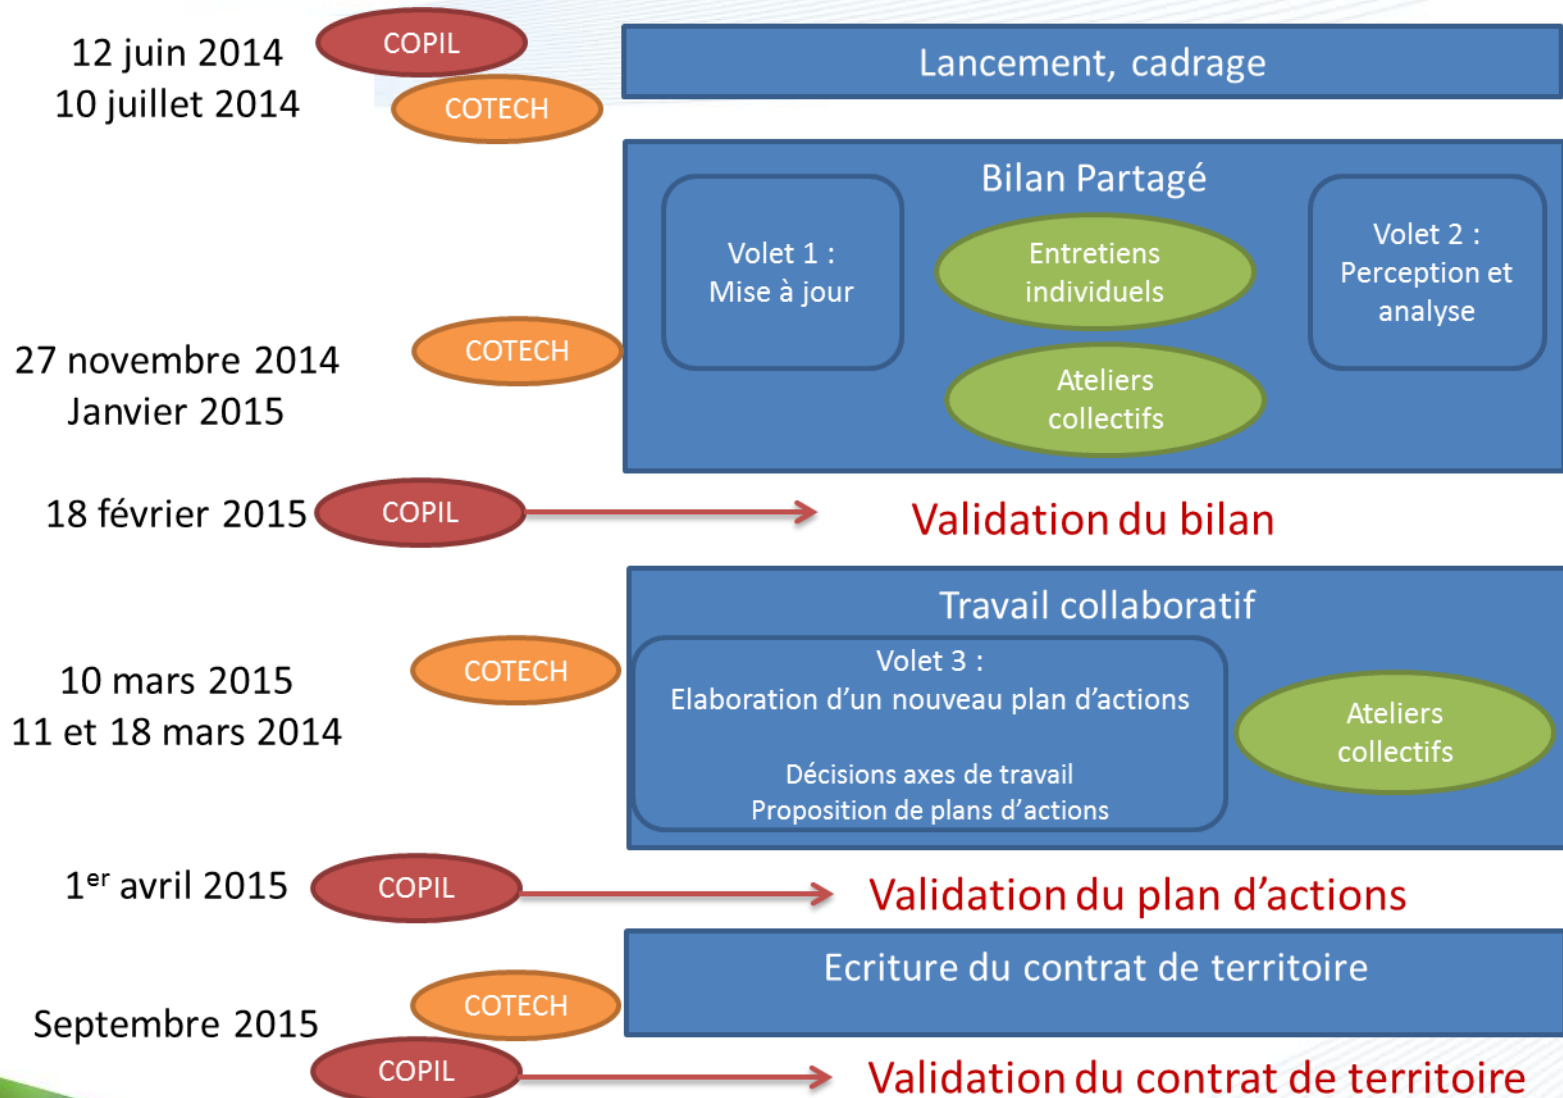 12 juin 2014
10 juillet 2014
COPIL
COTECH
Lancement, cadrage
Bilan Partagé
Volet 1 :
Mise à jour
Entretiens
individuels
Volet 2 :
Perception et
analyse
Ateliers
collectifs
27 novembre 2014
Janvier 2015
COTECH
18 février 2015
COPIL
Validation du bilan
Travail collaboratif
10 mars 2015
11 et 18 mars 2014
COTECH
Volet 3 :
Elaboration d'un nouveau plan d'actions
Décisions axes de travail
Proposition de plans d'actions
Ateliers
collectifs
1er avril 2015
COPIL
Validation du plan d'actions
Ecriture du contrat de territoire
Septembre 2015
COTECH
COPIL
Validation du contrat de territoire